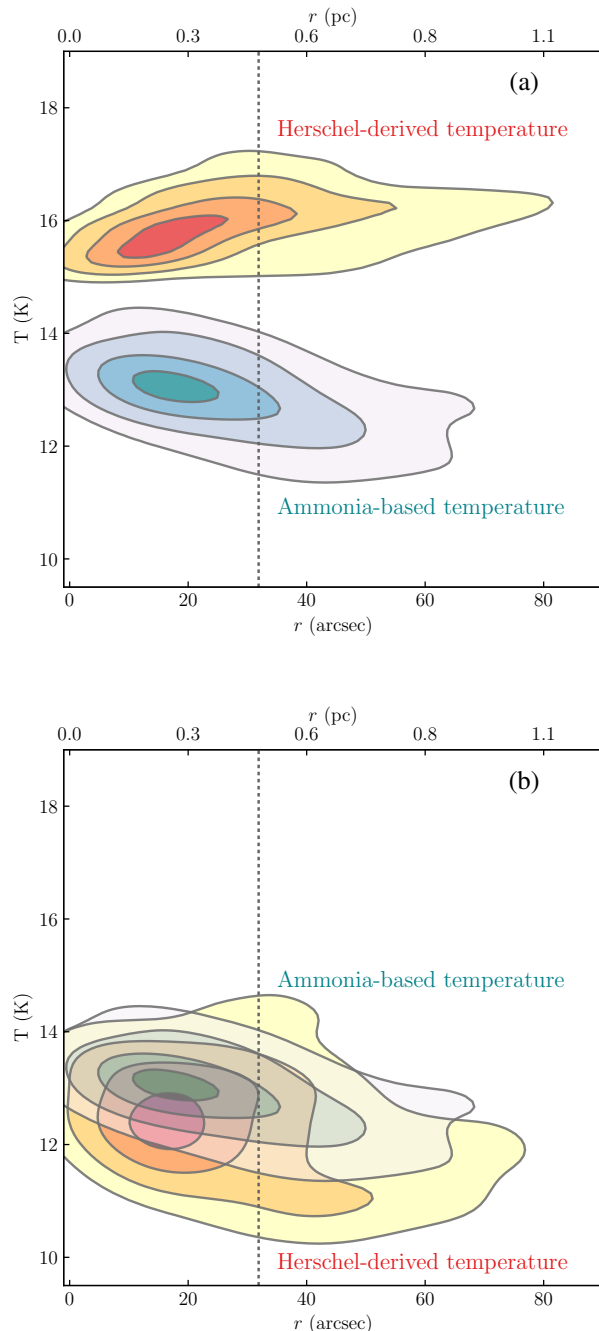 r (pc)
0.0 0.3 0.6 0.8 1.1
(a)
18
Herschel-derived temperature
16
T (K)
14
12
Ammonia-based temperature
10
0 20 40 60 80
r (arcsec)
r (pc)
0.0 0.3 0.6 0.8 1.1
(b)
18
16
Ammonia-based temperature
T (K)
14
12
10
Herschel-derived temperature
0 20 40 60 80
r (arcsec)